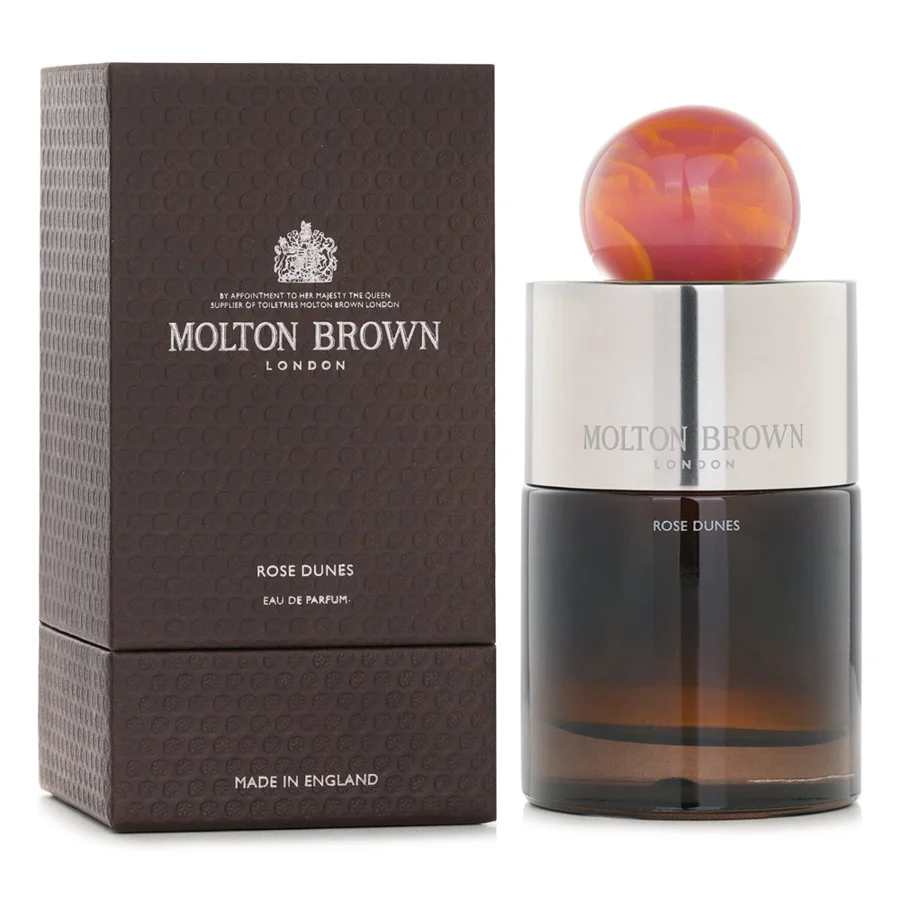 BY APPOINTMENT TO HER MAJESTY THE QUEEN
SUPPLIER OF TOILETRIES MOLTON BROWN LONDON
MOLTON BROWN
LONDON
ROSE DUNES
EAU DE PARFUM
MADE IN ENGLAND
MOLTON BROWN
LONDON
ROSE DUNES